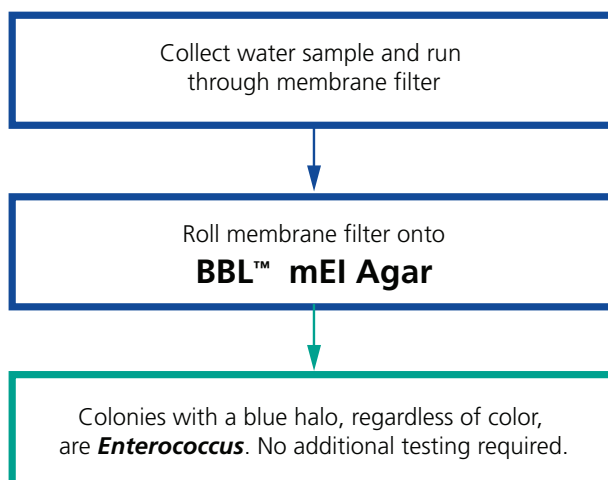 Collect water sample and run
through membrane filter
Roll membrane filter onto
BBL™ mEI Agar
Colonies with a blue halo, regardless of color,
are Enterococcus. No additional testing required.